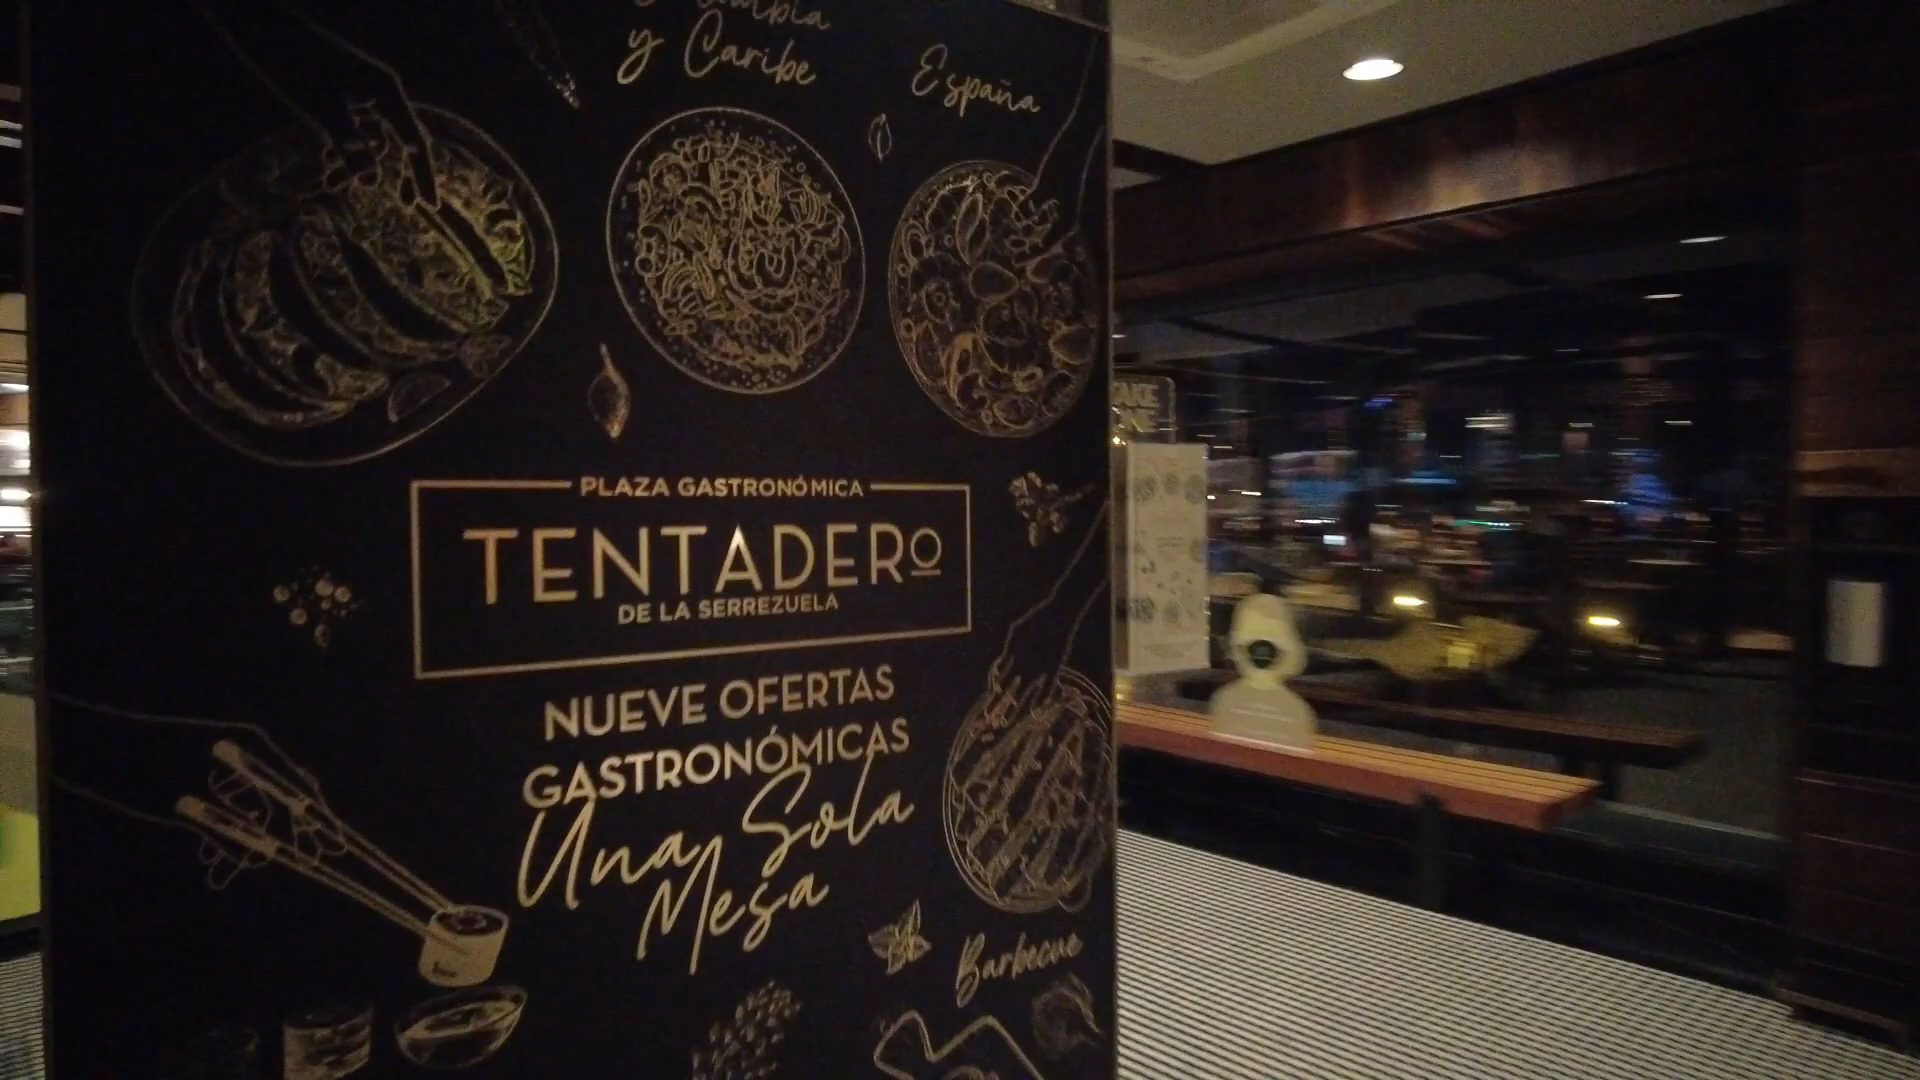 y Caribe
España
PLAZA GASTRONÓMICA
TENTADERO
DE LA SERREZUELA
NUEVE OFERTAS
GASTRONÓMICAS
Una Sola
Mesa
Barbecue